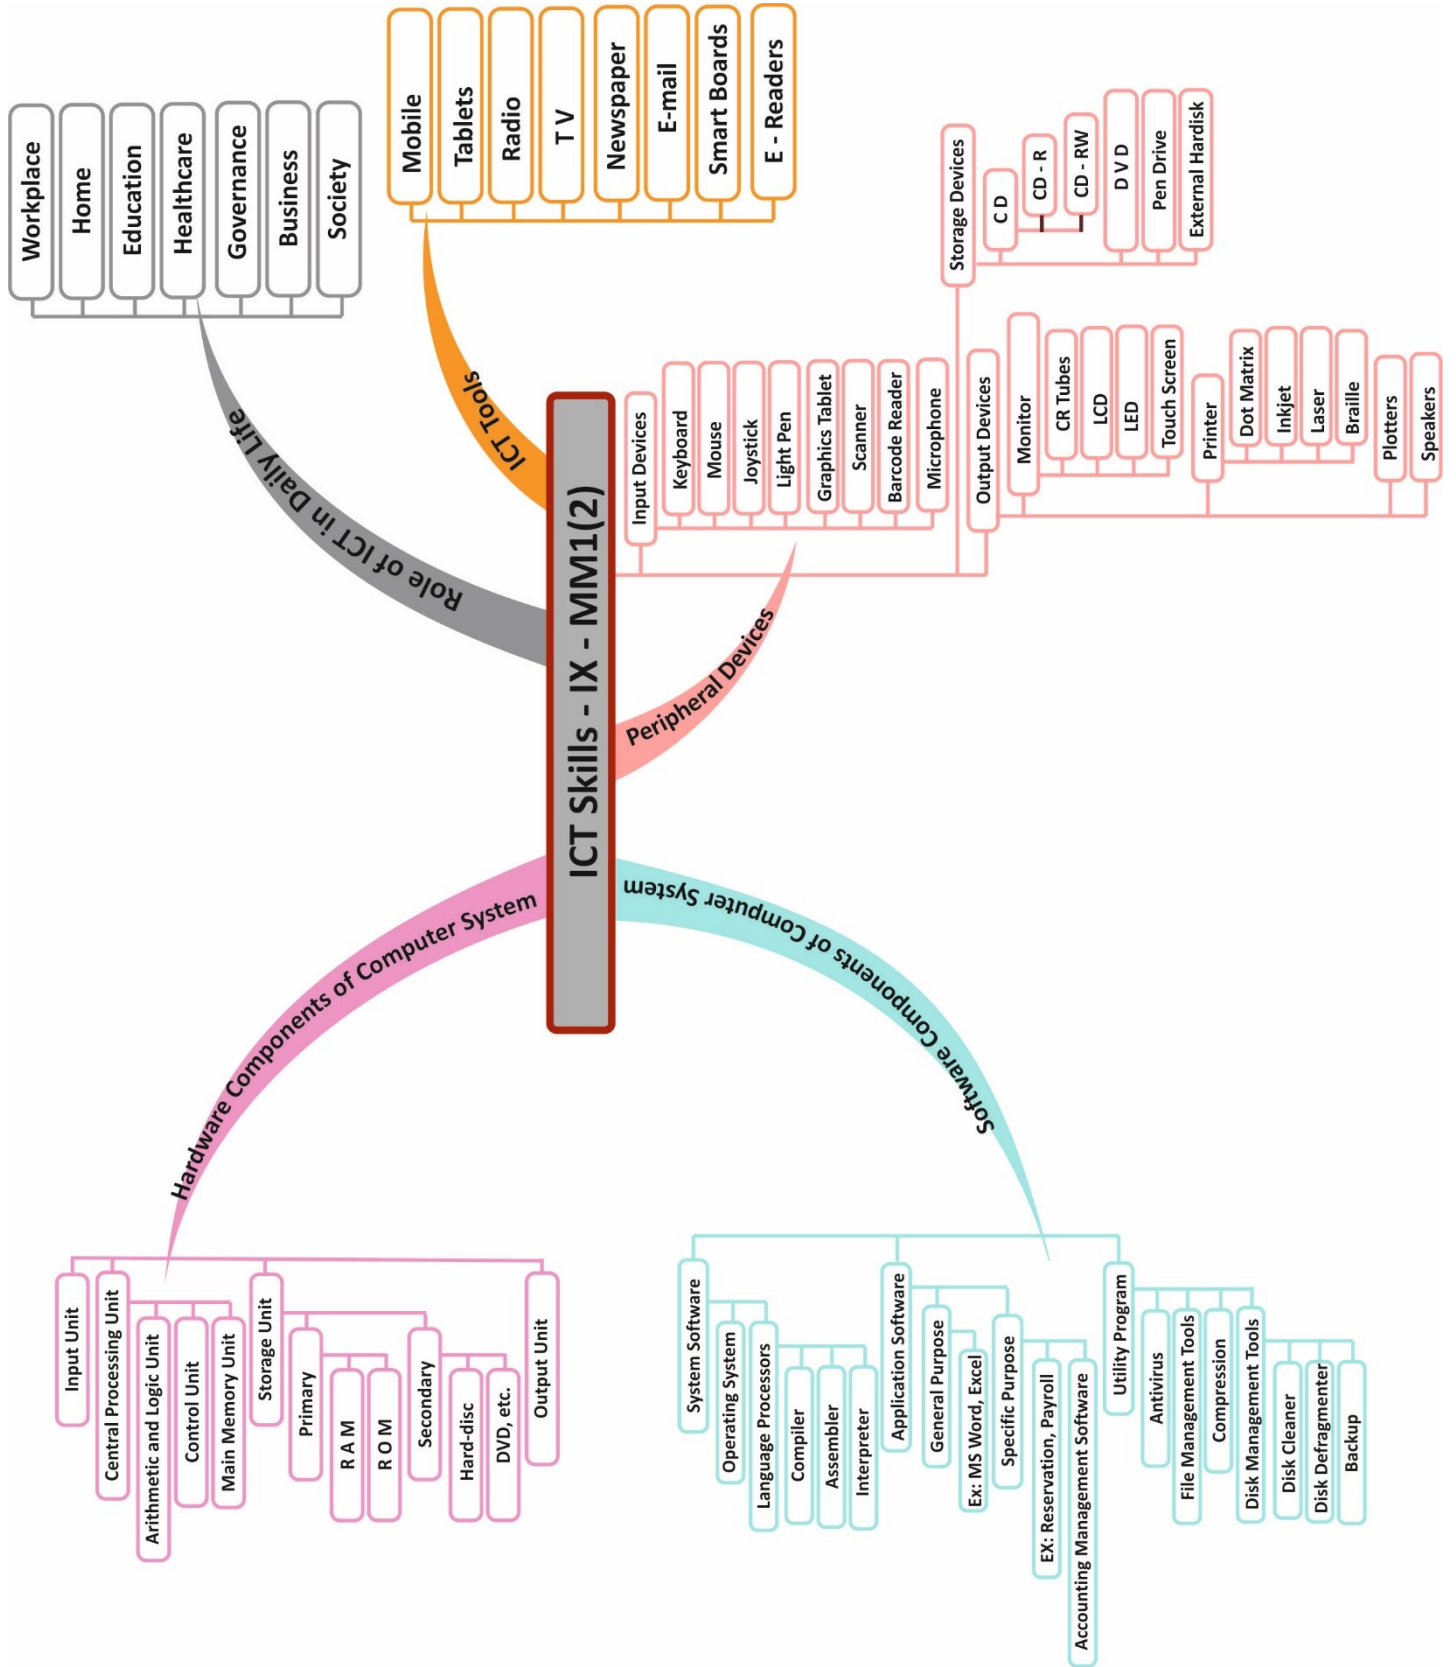 ICT Skills - IX - MM1(2)
Role of ICT in Daily Life
Workplace
Home
Education
Healthcare
Governance
Business
Society
ICT Tools
Mobile
Tablets
Radio
T V
Newspaper
E-mail
Smart Boards
E - Readers
Peripheral Devices
Input Devices
Keyboard
Mouse
Joystick
Light Pen
Graphics Tablet
Scanner
Barcode Reader
Microphone
Storage Devices
C D
CD - R
CD - RW
D V D
Pen Drive
External Hardisk
Output Devices
Monitor
CR Tubes
LCD
LED
Touch Screen
Printer
Dot Matrix
Inkjet
Laser
Braille
Plotters
Speakers
Hardware Components of Computer System
Input Unit
Central Processing Unit
Arithmetic and Logic Unit
Control Unit
Main Memory Unit
Storage Unit
Primary
R A M
R O M
Secondary
Hard-disc
DVD, etc.
Output Unit
Software Components of Computer System
System Software
Operating System
Language Processors
Compiler
Assembler
Interpreter
Application Software
General Purpose
Ex: MS Word, Excel
Specific Purpose
EX: Reservation, Payroll
Accounting Management Software
Utility Program
Antivirus
File Management Tools
Compression
Disk Management Tools
Disk Cleaner
Disk Defragmenter
Backup